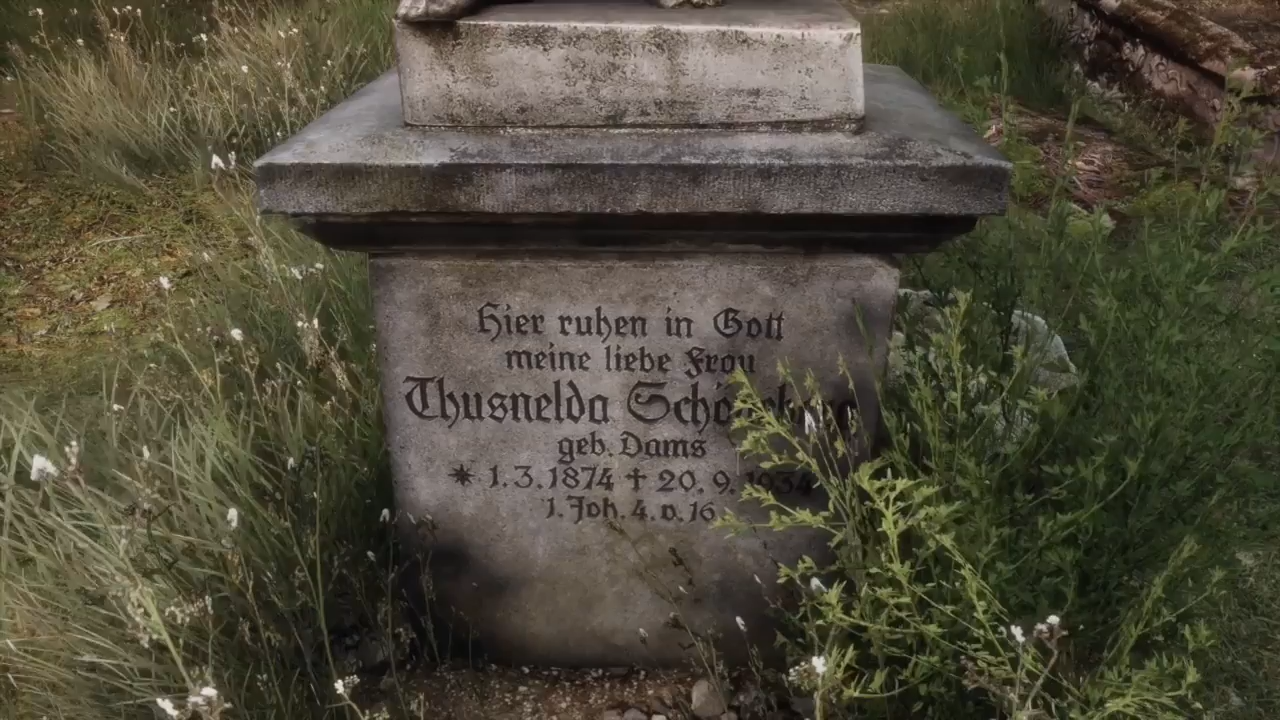 Hier ruhen in Gott
meine liebe Frau
Thusnelda
geb. Dams
* 1.3.1874 † 20.9.1934
1.Joh.4.v.16